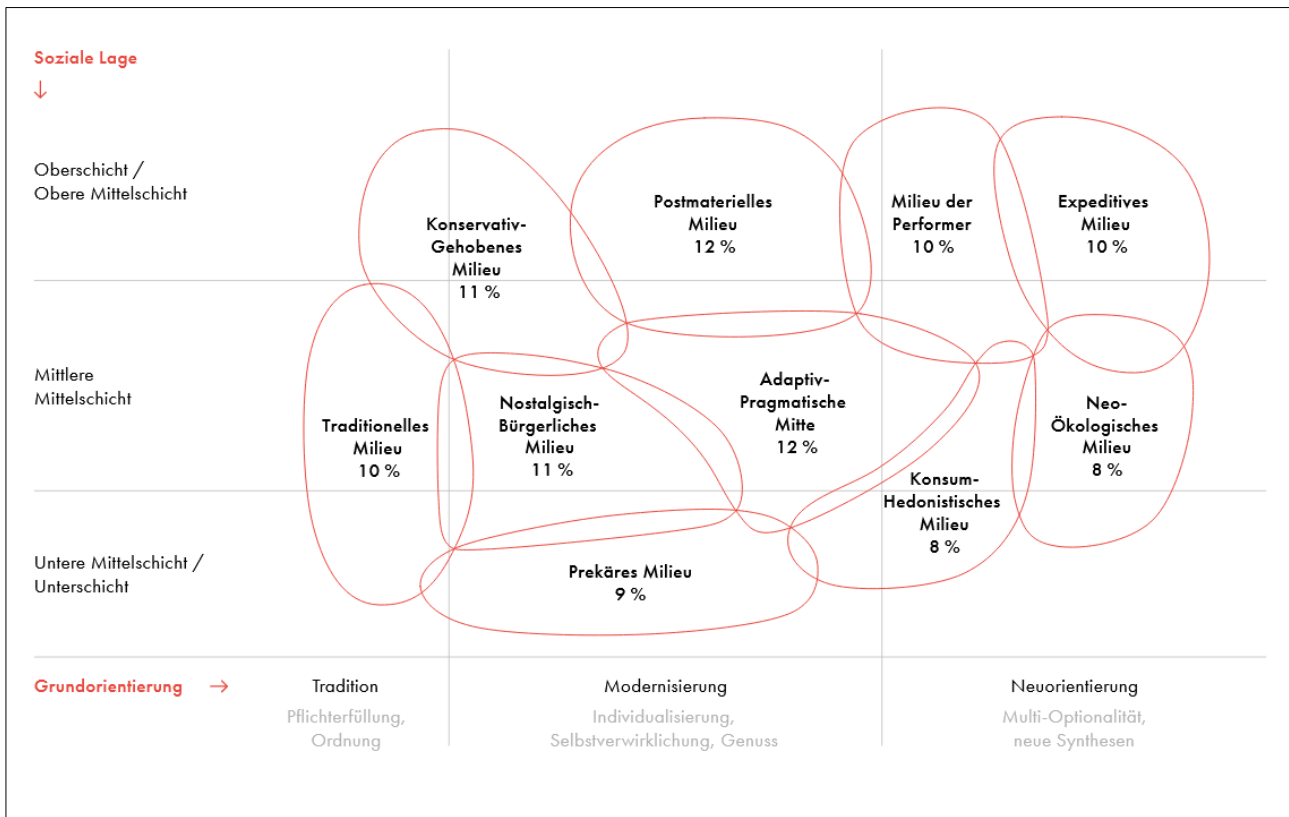 Soziale Lage
↓
Oberschicht /
Obere Mittelschicht
Mittlere
Mittelschicht
Untere Mittelschicht /
Unterschicht
Konservativ-
Gehobenes
Milieu
11 %
Postmaterielles
Milieu
12 %
Milieu der
Performer
10 %
Expeditives
Milieu
10 %
Traditionelles
Milieu
10 %
Nostalgisch-
Bürgerliches
Milieu
11 %
Adaptiv-
Pragmatische
Mitte
12 %
Neo-
Ökologisches
Milieu
8 %
Konsum-
Hedonistisches
Milieu
8 %
Prekäres Milieu
9 %
Grundorientierung →
Tradition
Pflichterfüllung,
Ordnung
Modernisierung
Individualisierung,
Selbstverwirklichung, Genuss
Neuorientierung
Multi-Optionalität,
neue Synthesen